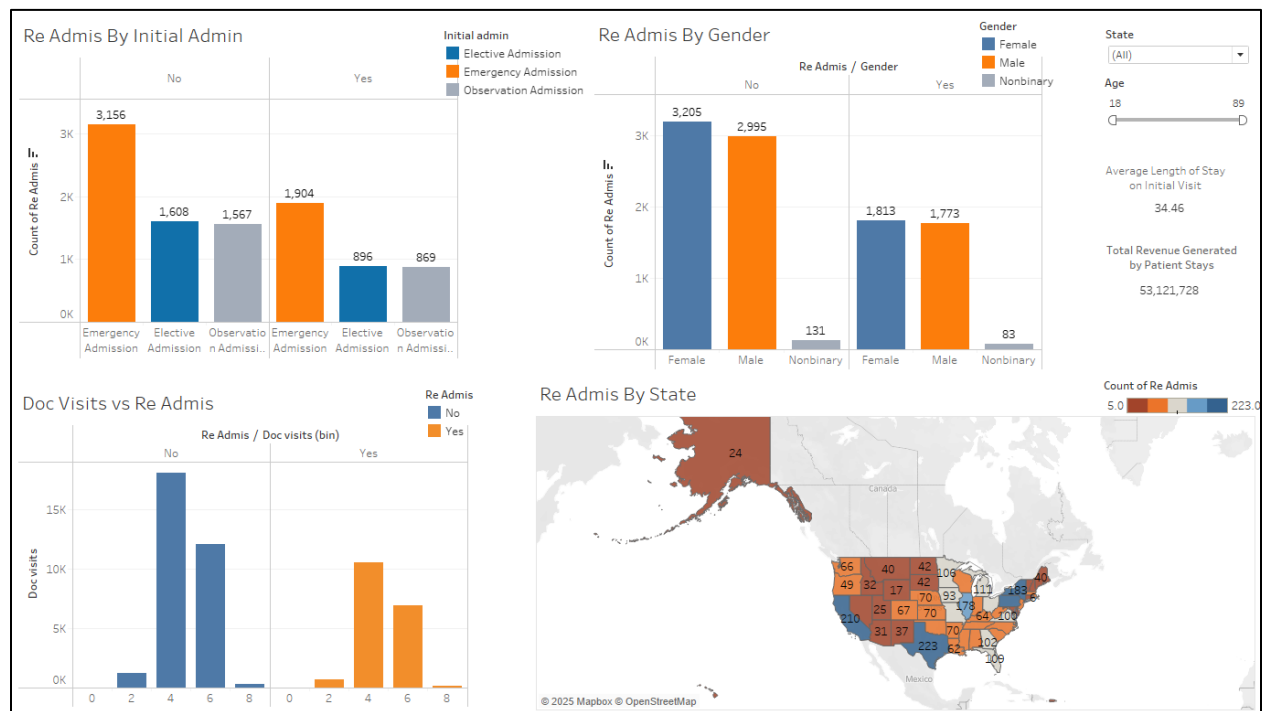 Re Admis By Initial Admin
Initial admin
Elective Admission
Emergency Admission
Observation Admission
No
Yes
Count of Re Admis
3K
2K
1K
0K
3,156
1,608
1,567
1,904
896
869
Emergency Admission
Elective Admission
Observatio n Admissi..
Emergency Admission
Elective Admission
Observatio n Admissi..
Re Admis By Gender
Gender
Female
Male
Nonbinary
Re Admis / Gender
No
Yes
Count of Re Admis
3K
2K
1K
0K
3,205
2,995
131
1,813
1,773
83
Female
Male
Nonbinary
Female
Male
Nonbinary
State
(All)
Age
18
89
Average Length of Stay
on Initial Visit
34.46
Total Revenue Generated
by Patient Stays
53,121,728
Doc Visits vs Re Admis
Re Admis
No
Yes
Re Admis / Doc visits (bin)
No
Yes
Doc visits
15K
10K
5K
0K
0
2
4
6
8
0
2
4
6
8
Re Admis By State
Count of Re Admis
5.0
223.0
24
Canada
66
40
42
106
40
49
32
42
111
183
17
70
93
210
25
67
70
178
64
100
31
37
70
102
223
62
109
Mexico
© 2025 Mapbox © OpenStreetMap